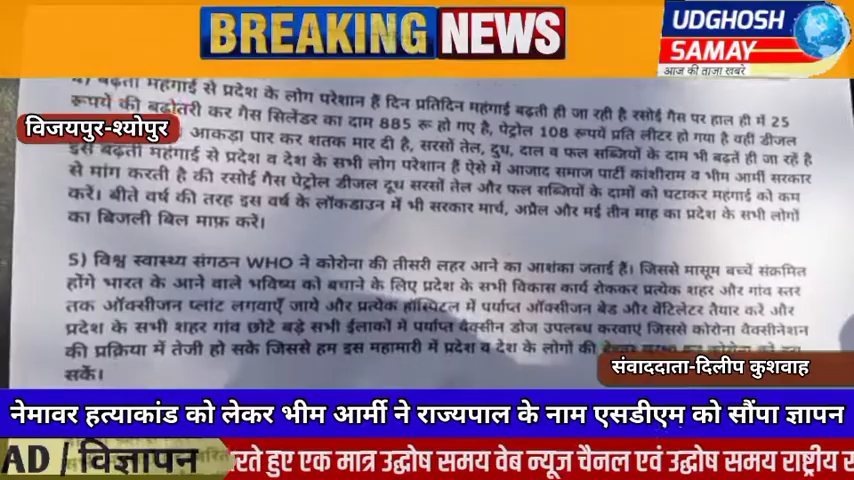 BREAKING NEWS
UDGHOSH
SAMAY
आज की ताज़ा खबरें
4) बढ़ती महंगाई से प्रदेश के लोग परेशान हैं दिन प्रतिदिन महंगाई बढ़ती ही जा रही है रसोई गैस पर हाल ही में 25
रूपयें की बढ़ोतरी कर गैस सिलेंडर का दाम 885 रू हो गए है, पेट्रोल 108 रूपयें प्रति लीटर हो गया है वहीं डीजल
विजयपुर-श्योपुर
आकड़ा पार कर शतक मार दी है, सरसों तेल, दुध, दाल व फल सब्जियों के दाम भी बढ़तें ही जा रहें है
इस बढ़ती महंगाई से प्रदेश व देश के सभी लोग परेशान हैं ऐसे में आजाद समाज पार्टी कांशीराम व भीम आर्मी सरकार
से मांग करती है की रसोई गैस पेट्रोल डीजल दूध सरसों तेल और फल सब्जियों के दामों को घटाकर महंगाई को कम
करें। बीते वर्ष की तरह इस वर्ष के लॉकडाउन में भी सरकार मार्च, अप्रैल और मई तीन माह का प्रदेश के सभी लोगों
का बिजली बिल माफ़ करें।
5) विश्व स्वास्थ्य संगठन WHO ने कोरोना की तीसरी लहर आने का आशंका जताई हैं। जिससे मासूम बच्चें संक्रमित
होंगे भारत के आने वाले भविष्य को बचाने के लिए प्रदेश के सभी विकास कार्य रोककर प्रत्येक शहर और गांव स्तर
तक ऑक्सीजन प्लांट लगवाएँ जाये और प्रत्येक हॉस्पिटल में पर्याप्त ऑक्सीजन बेड और वेंटिलेटर तैयार करें और
प्रदेश के सभी शहर गांव छोटे बड़े सभी ईलाकों में पर्याप्त वैक्सीन डोज उपलब्ध करवाएं जिससे कोरोना वैक्सीनेशन
की प्रक्रिया में तेजी हो सके जिससे हम इस महामारी में प्रदेश व देश के लोगों की
सकें।
संवाददाता-दिलीप कुशवाह
नेमावर हत्याकांड को लेकर भीम आर्मी ने राज्यपाल के नाम एसडीएम को सौंपा ज्ञापन
AD | विज्ञापन
रते हुए एक मात्र उद्घोष समय वेब न्यूज चैनल एवं उद्घोष समय राष्ट्रीय